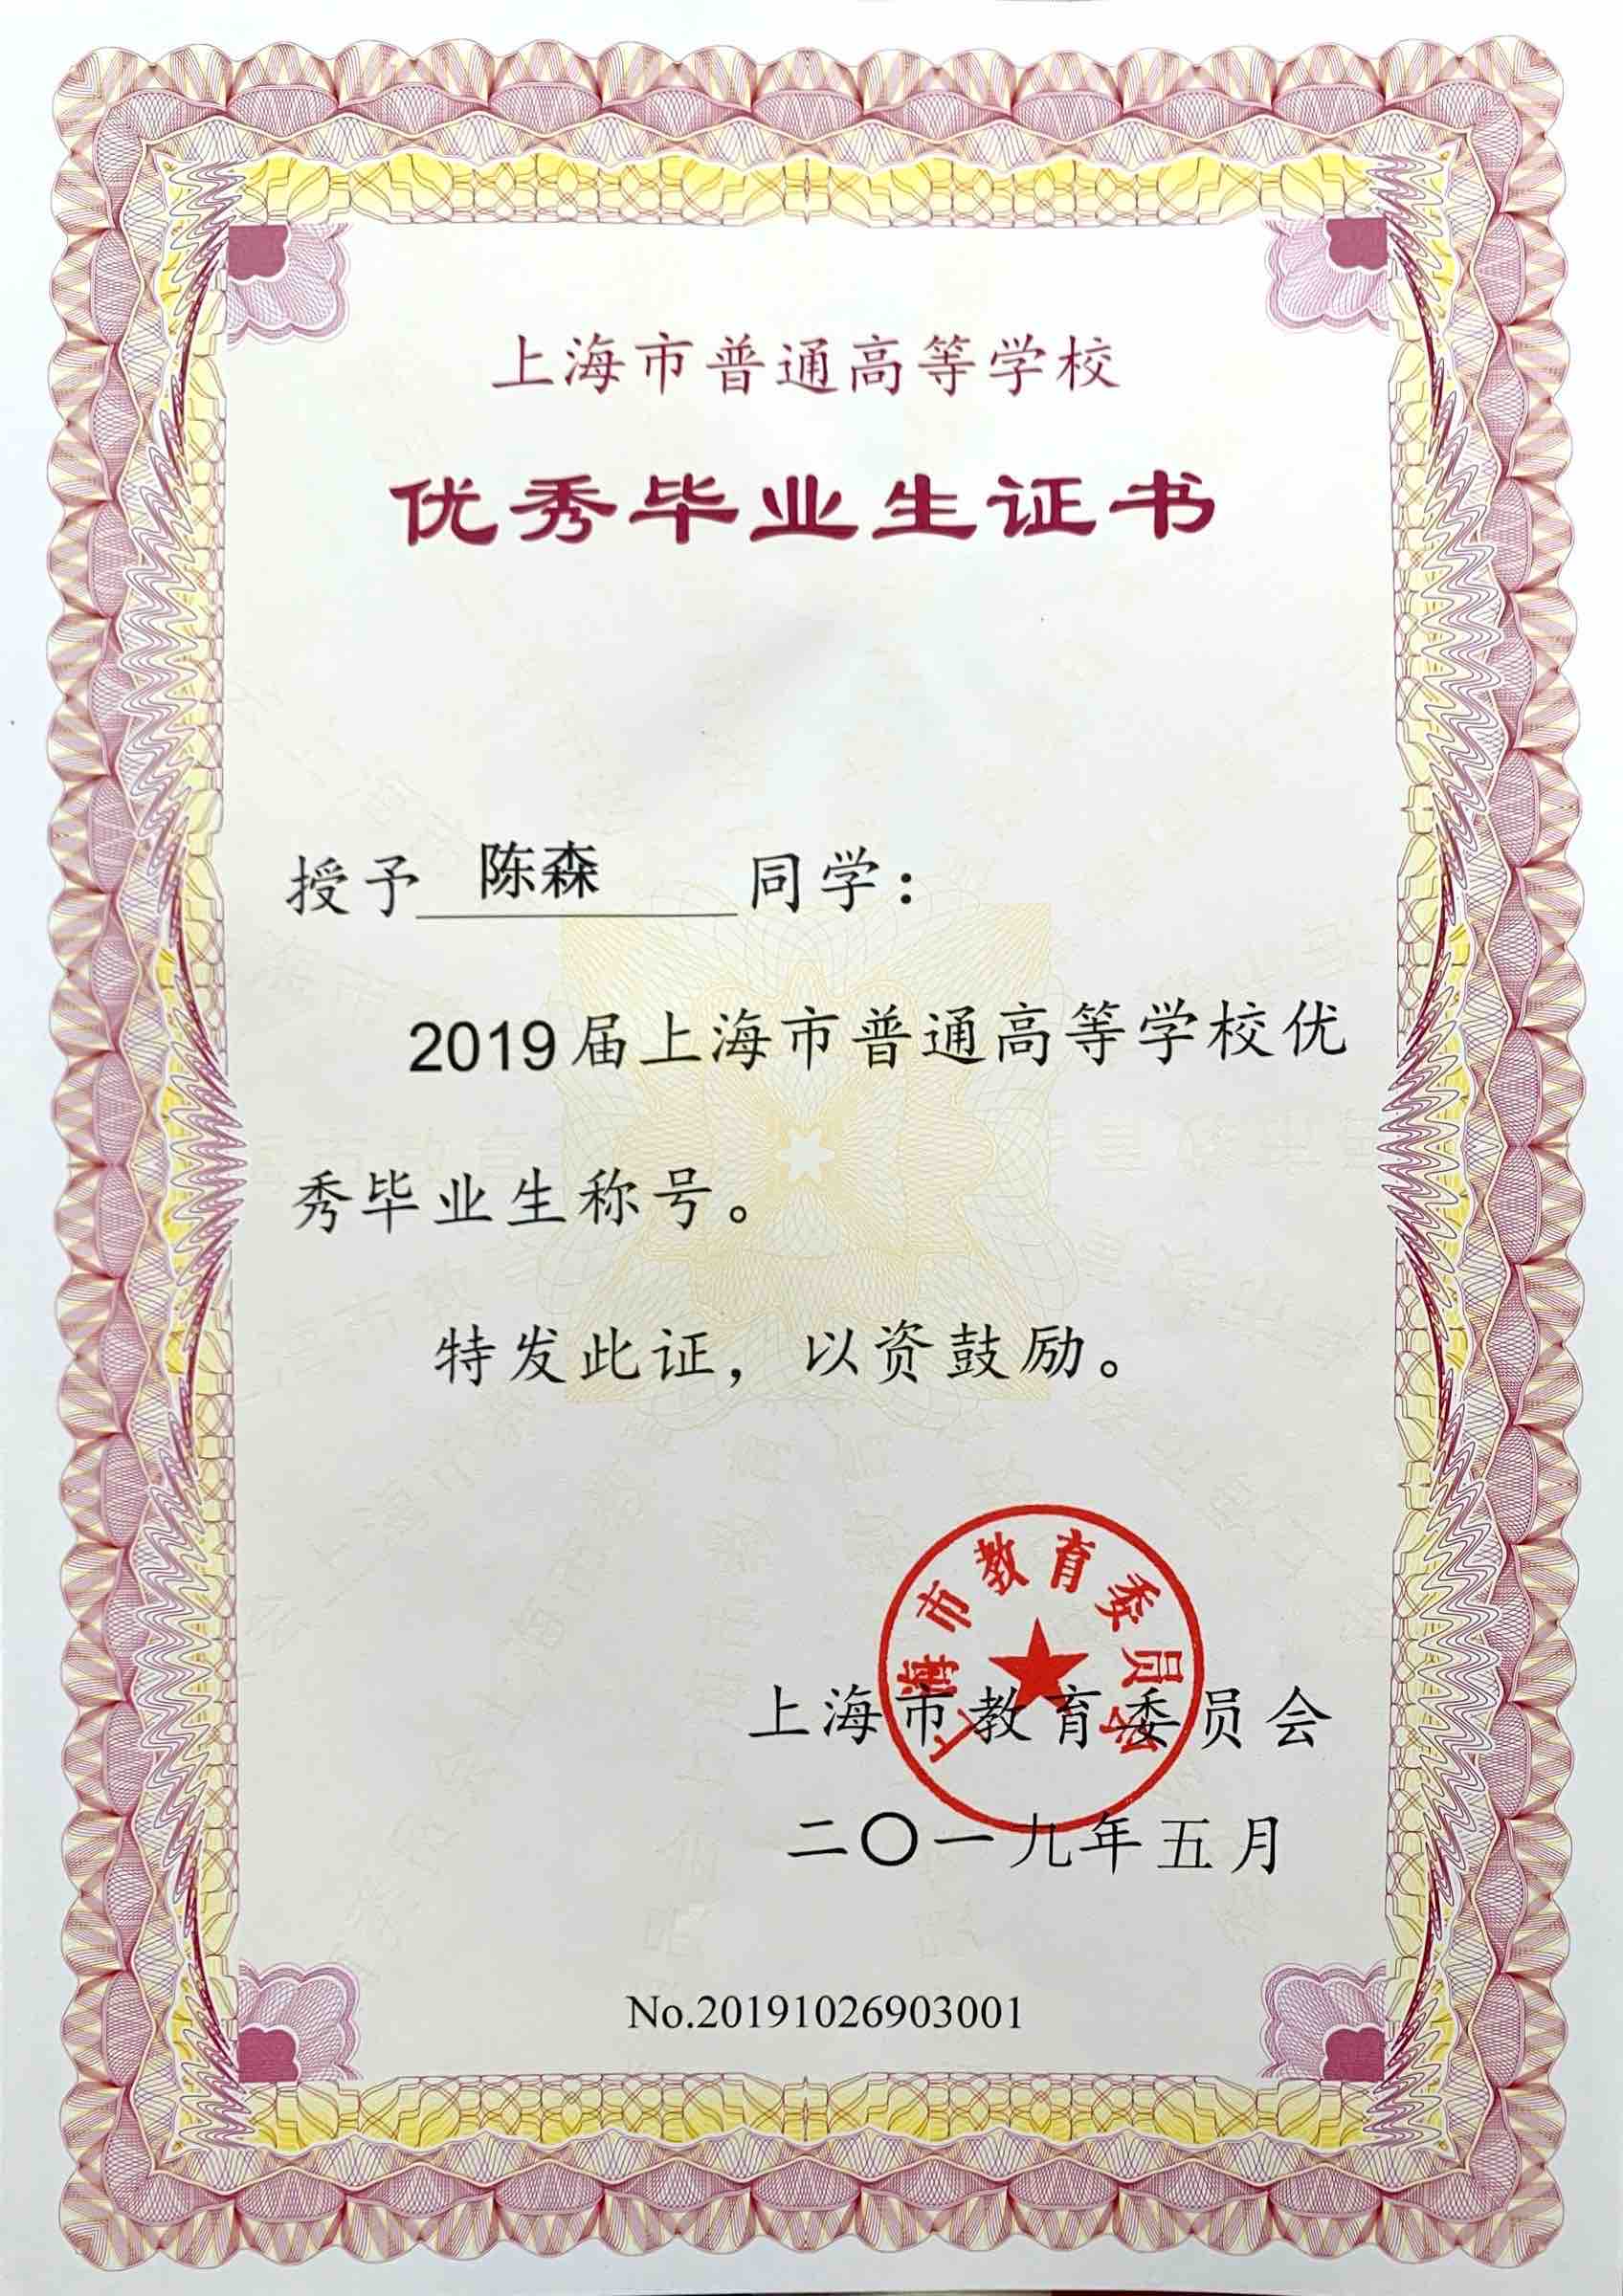 上海市普通高等学校
优秀毕业生证书
授予 陈森 同学：
2019届上海市普通高等学校优
秀毕业生称号。
特发此证，以资鼓励。
上海市教育委员会
上海市教育委员会
二〇一九年五月
No.20191026903001